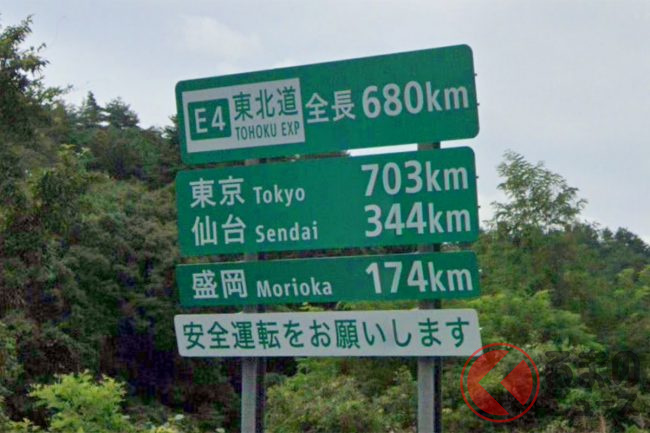 E4 東北道 全長 680km
TOHOKU EXP
東京 Tokyo 703km
仙台 Sendai 344km
盛岡 Morioka 174km
安全運転をお願いします